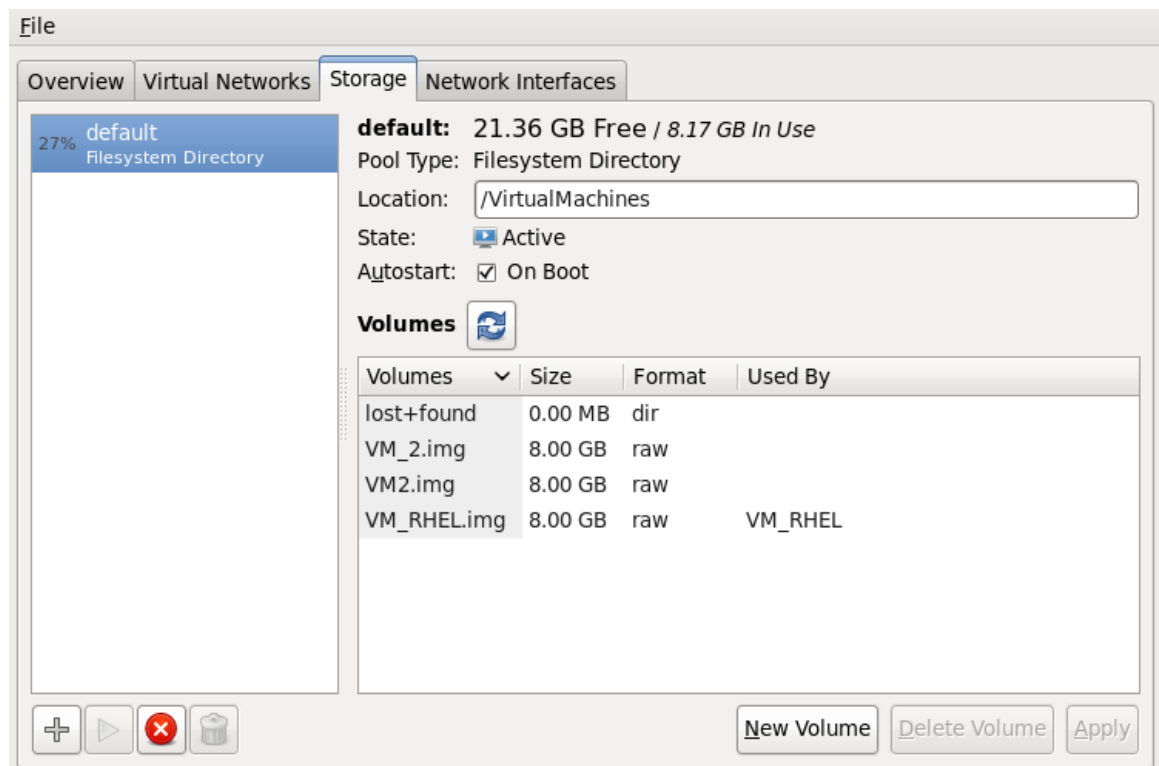 File
Overview Virtual Networks Storage Network Interfaces
27% default
Filesystem Directory
default: 21.36 GB Free / 8.17 GB In Use
Pool Type: Filesystem Directory
Location: /VirtualMachines
State: Active
Autostart: On Boot
Volumes
Volumes Size Format Used By
lost+found 0.00 MB dir
VM_2.img 8.00 GB raw
VM2.img 8.00 GB raw
VM_RHEL.img 8.00 GB raw VM_RHEL
New Volume Delete Volume Apply